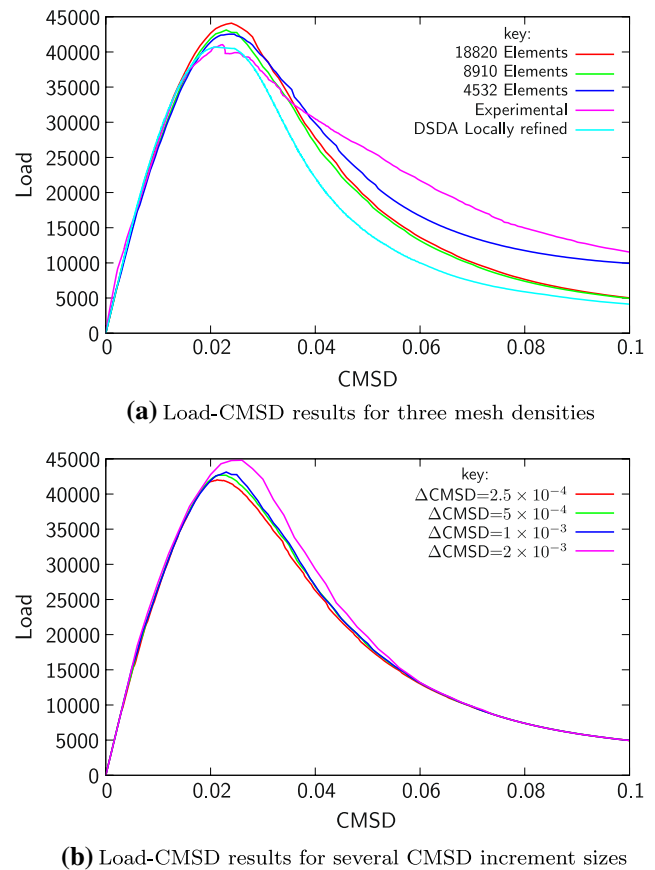 45000
40000
35000
30000
25000
20000
15000
10000
5000
0
Load
key:
18820 Elements
8910 Elements
4532 Elements
Experimental
DSDA Locally refined
0 0.02 0.04 0.06 0.08 0.1
CMSD
(a) Load-CMSD results for three mesh densities
45000
40000
35000
30000
25000
20000
15000
10000
5000
0
Load
key:
ΔCMSD=2.5 × 10⁻⁴
ΔCMSD=5 × 10⁻⁴
ΔCMSD=1 × 10⁻³
ΔCMSD=2 × 10⁻³
0 0.02 0.04 0.06 0.08 0.1
CMSD
(b) Load-CMSD results for several CMSD increment sizes